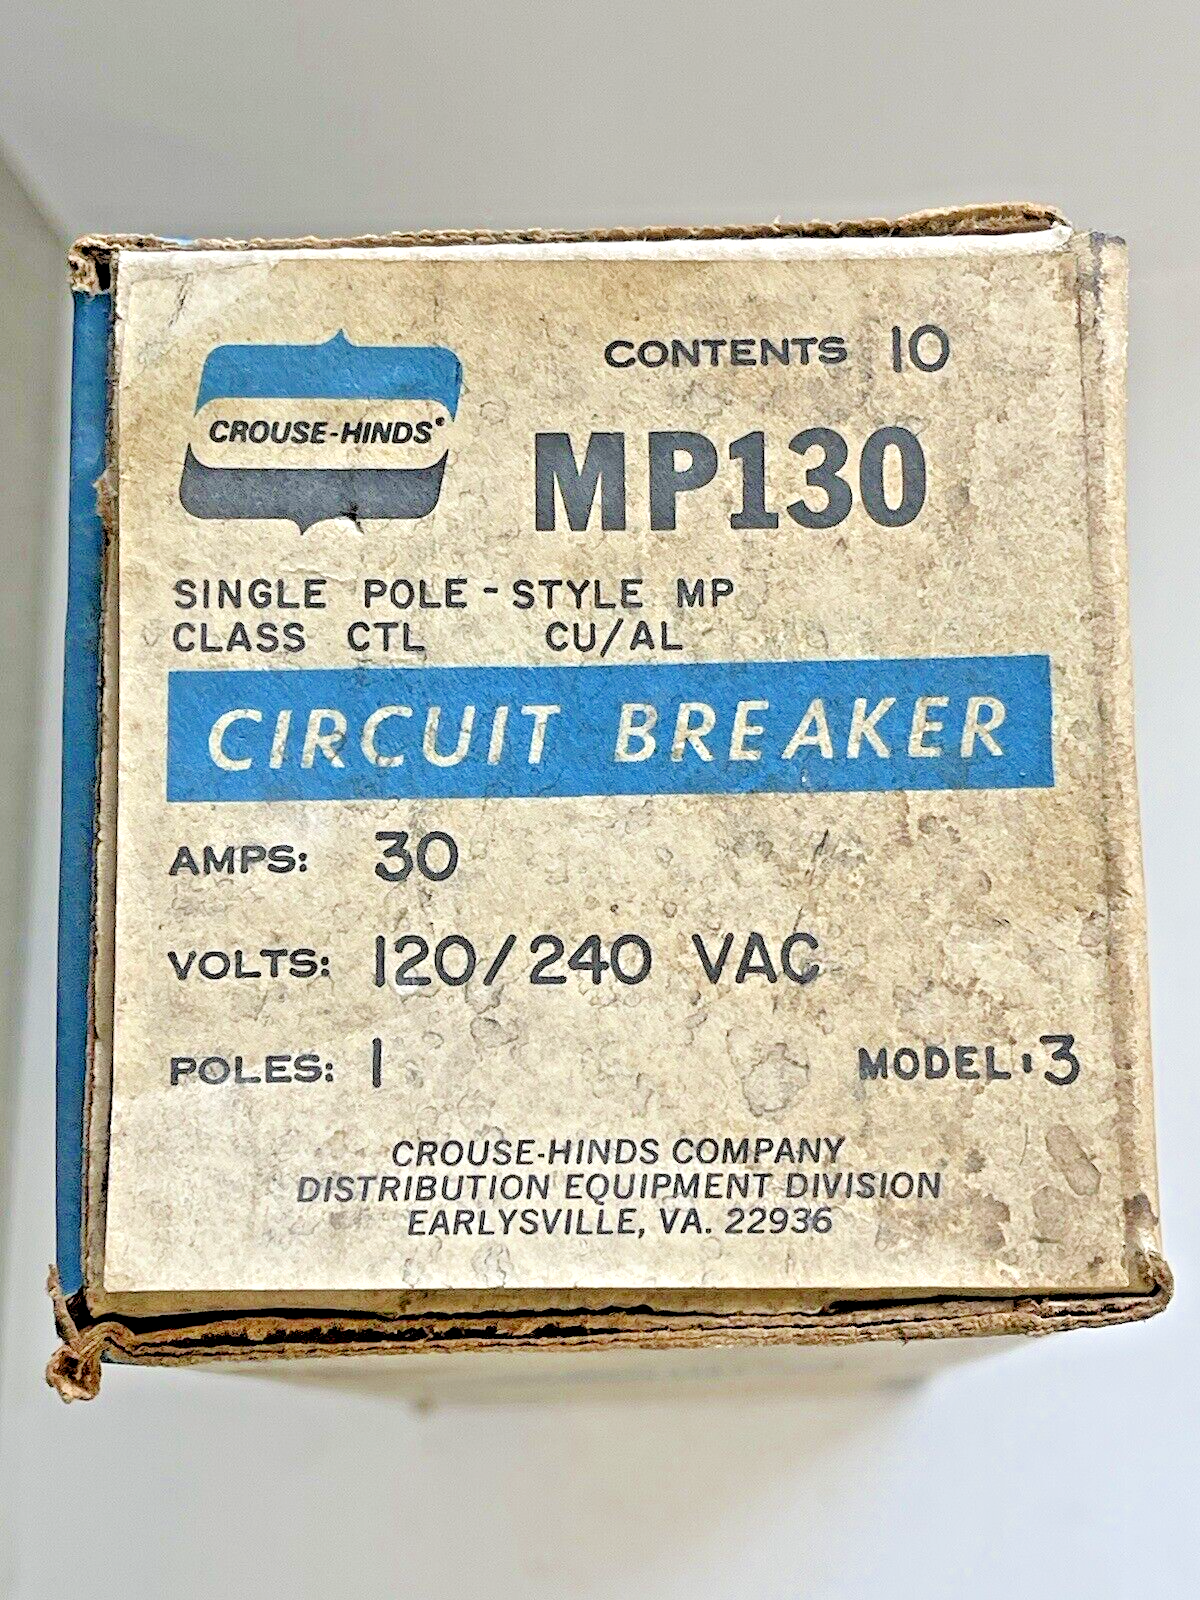 CROUSE-HINDS®
CONTENTS 10
MP130
SINGLE POLE - STYLE MP
CLASS CTL CU/AL
CIRCUIT BREAKER
AMPS: 30
VOLTS: 120/240 VAC
POLES: 1
MODEL: 3
CROUSE-HINDS COMPANY
DISTRIBUTION EQUIPMENT DIVISION
EARLYSVILLE, VA. 22936